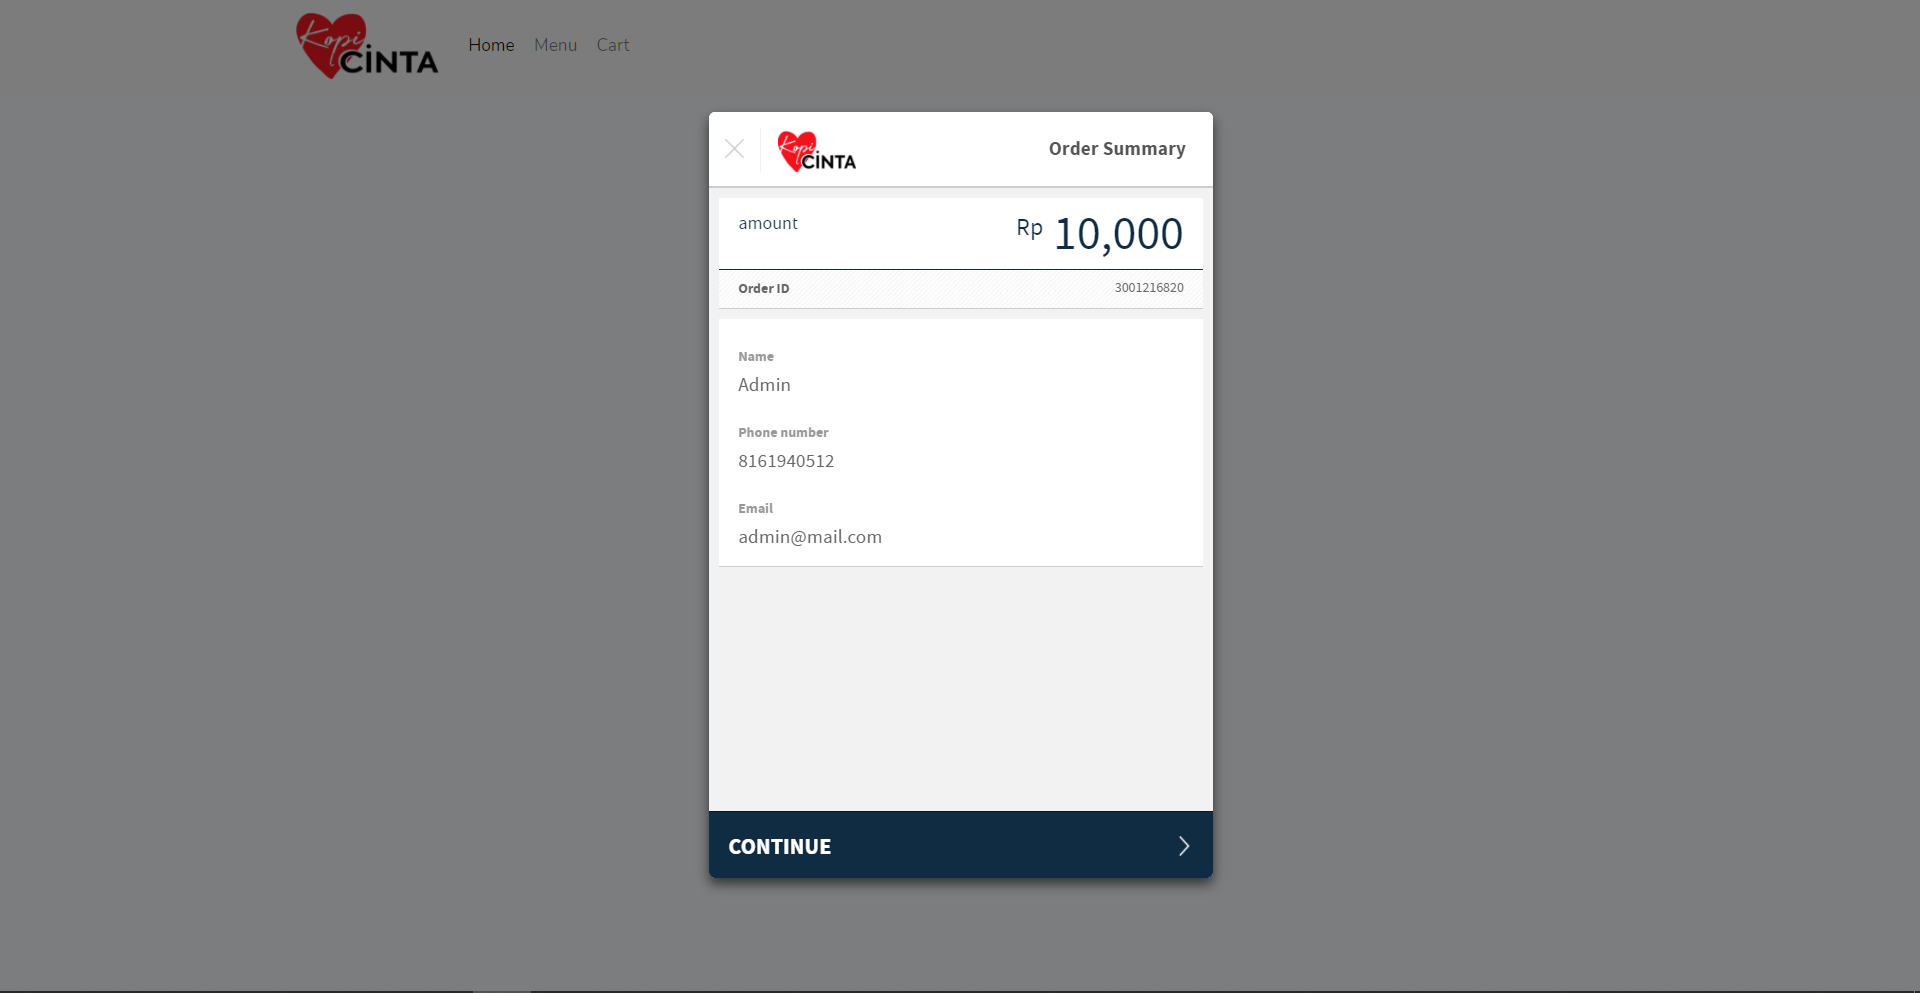 Kopi
CiNTA
Home Menu Cart
Kopi
CiNTA
Order Summary
amount Rp 10,000
Order ID 3001216820
Name
Admin
Phone number
8161940512
Email
admin@mail.com
CONTINUE